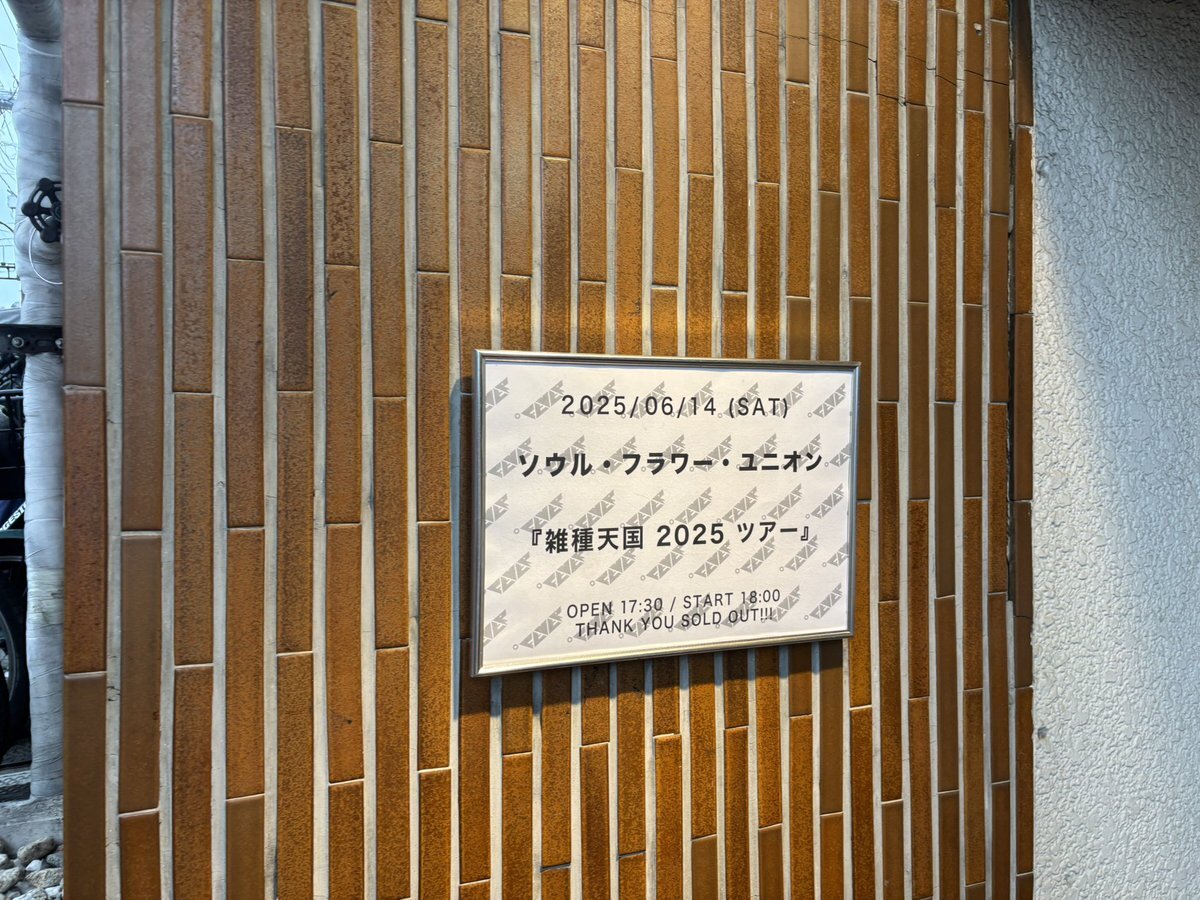 2025/06/14 (SAT)
ソウル・フラワー・ユニオン
『雑種天国 2025 ツアー』
OPEN 17:30 / START 18:00
THANK YOU SOLD OUT!!!